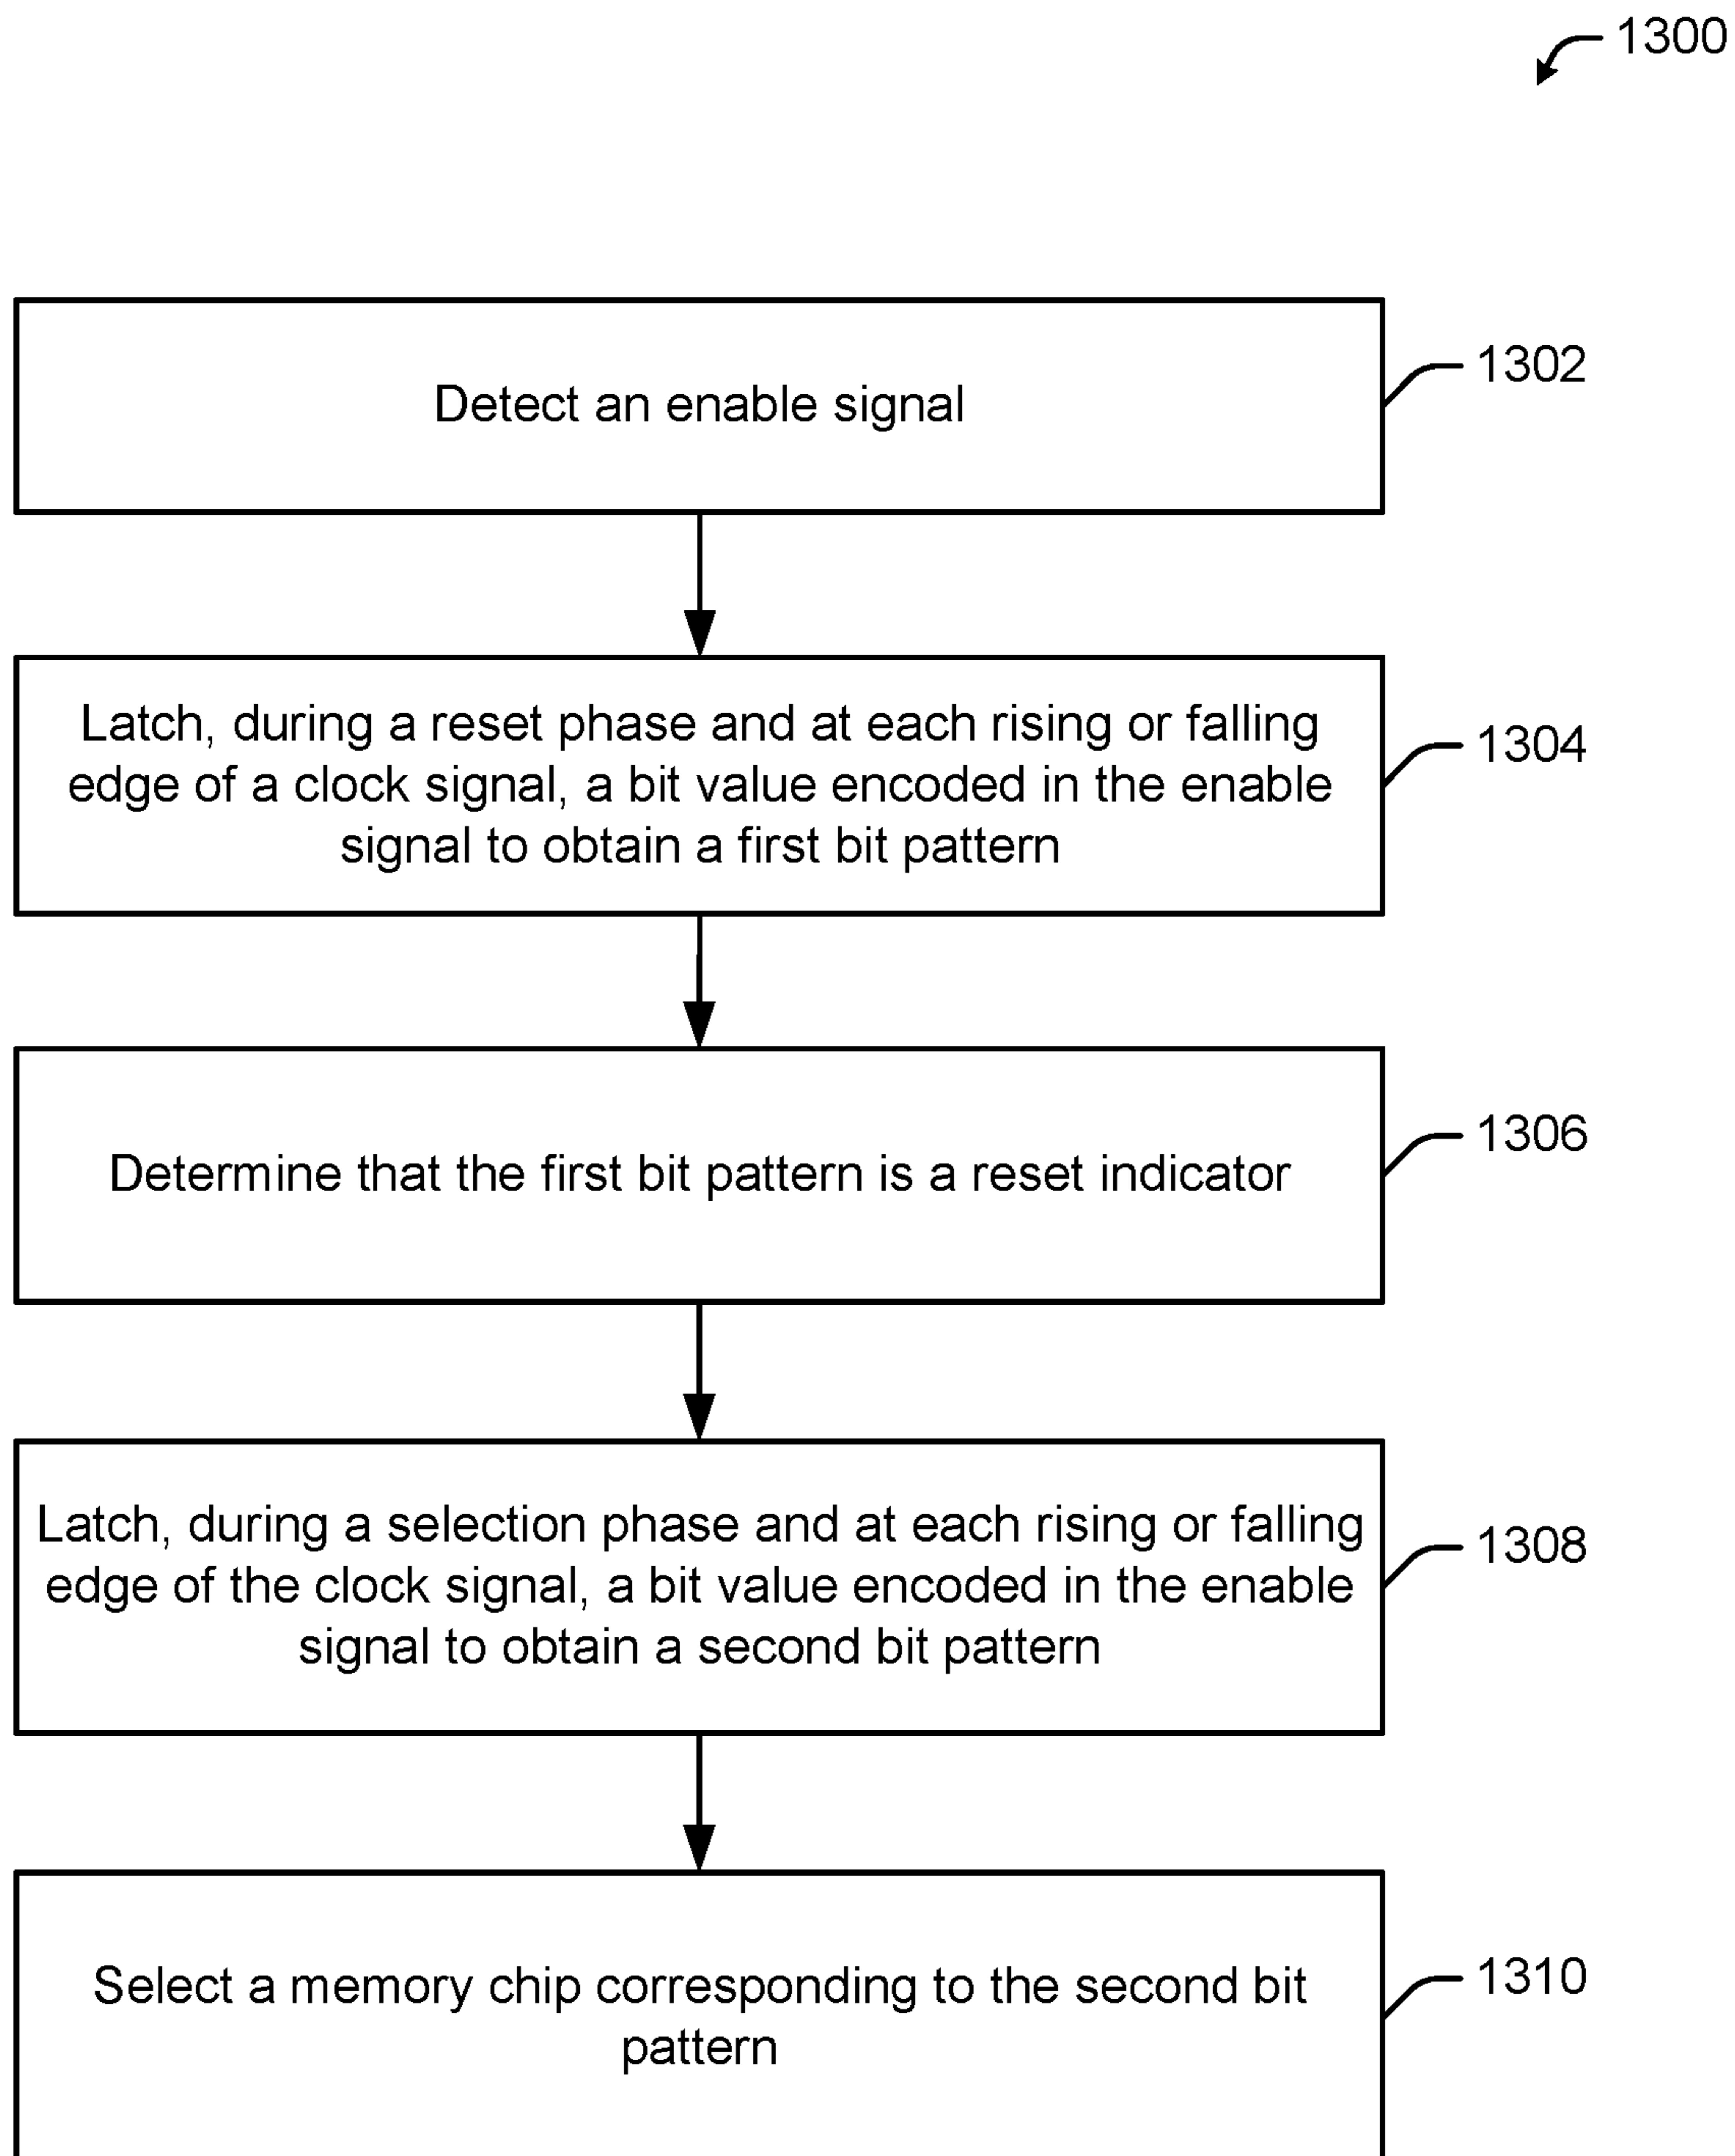 1300
Detect an enable signal
1302
Latch, during a reset phase and at each rising or falling
edge of a clock signal, a bit value encoded in the enable
signal to obtain a first bit pattern
1304
Determine that the first bit pattern is a reset indicator
1306
Latch, during a selection phase and at each rising or falling
edge of the clock signal, a bit value encoded in the enable
signal to obtain a second bit pattern
1308
Select a memory chip corresponding to the second bit
pattern
1310